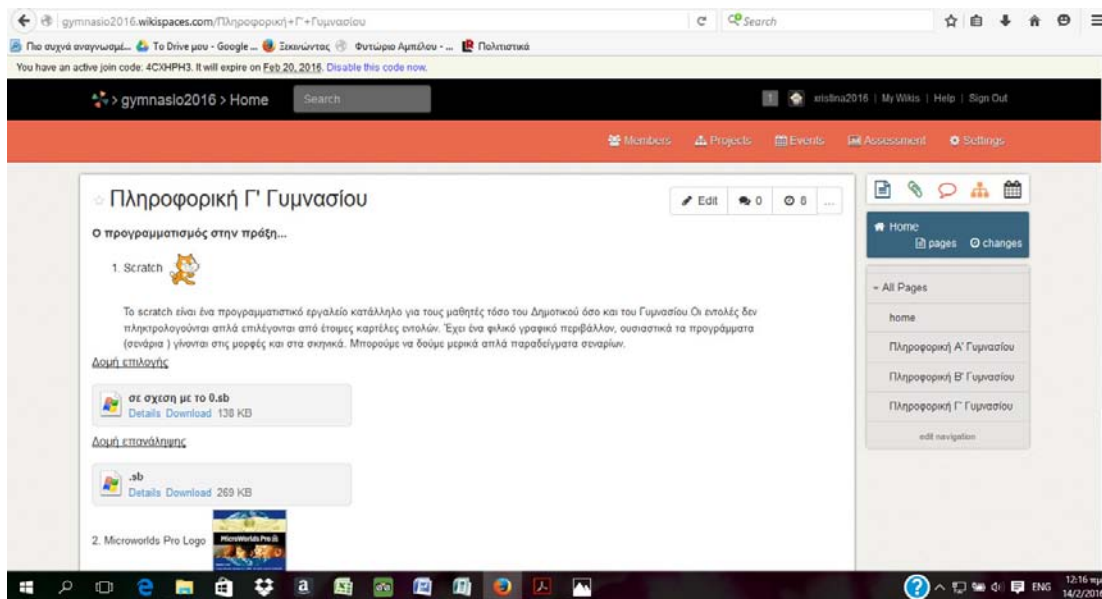 gymnasio2016.wikispaces.com/Πληροφορική+Γ'+Γυμνασίου
Search
Πιο συχνά αναγνωσμέ... Το Drive μου - Google ... Ξεκινώντας Φυτώριο Αμπέλου - ... Πολιτιστικά
You have an active join code: 4CXHPH3. It will expire on Feb 20, 2016. Disable this code now.
> gymnasio2016 > Home Search 1 xristina2016 | My Wikis | Help | Sign Out
Members Projects Events Assessment Settings
Πληροφορική Γ' Γυμνασίου
Edit 0 8 ...
Ο προγραμματισμός στην πράξη...
1. Scratch
Το scratch είναι ένα προγραμματιστικό εργαλείο κατάλληλο για τους μαθητές τόσο του Δημοτικού όσο και του Γυμνασίου.Οι εντολές δεν
πληκτρολογούνται απλά επιλέγονται από έτοιμες καρτέλες εντολών. Έχει ένα φιλικό γραφικό περιβάλλον, ουσιαστικά τα προγράμματα
(σενάρια ) γίνονται στις μορφές και στα σκηνικά. Μπορούμε να δούμε μερικά απλά παραδείγματα σεναρίων.
Δομή επιλογής
σε σχεση με το 0.sb
Details Download 138 KB
Δομή επανάληψης
.sb
Details Download 269 KB
2. Microworlds Pro Logo
MicroWorlds Pro
Home
pages changes
All Pages
home
Πληροφορική Α' Γυμνασίου
Πληροφορική Β' Γυμνασίου
Πληροφορική Γ' Γυμνασίου
edit navigation
ENG 12:16 πμ
14/2/2016